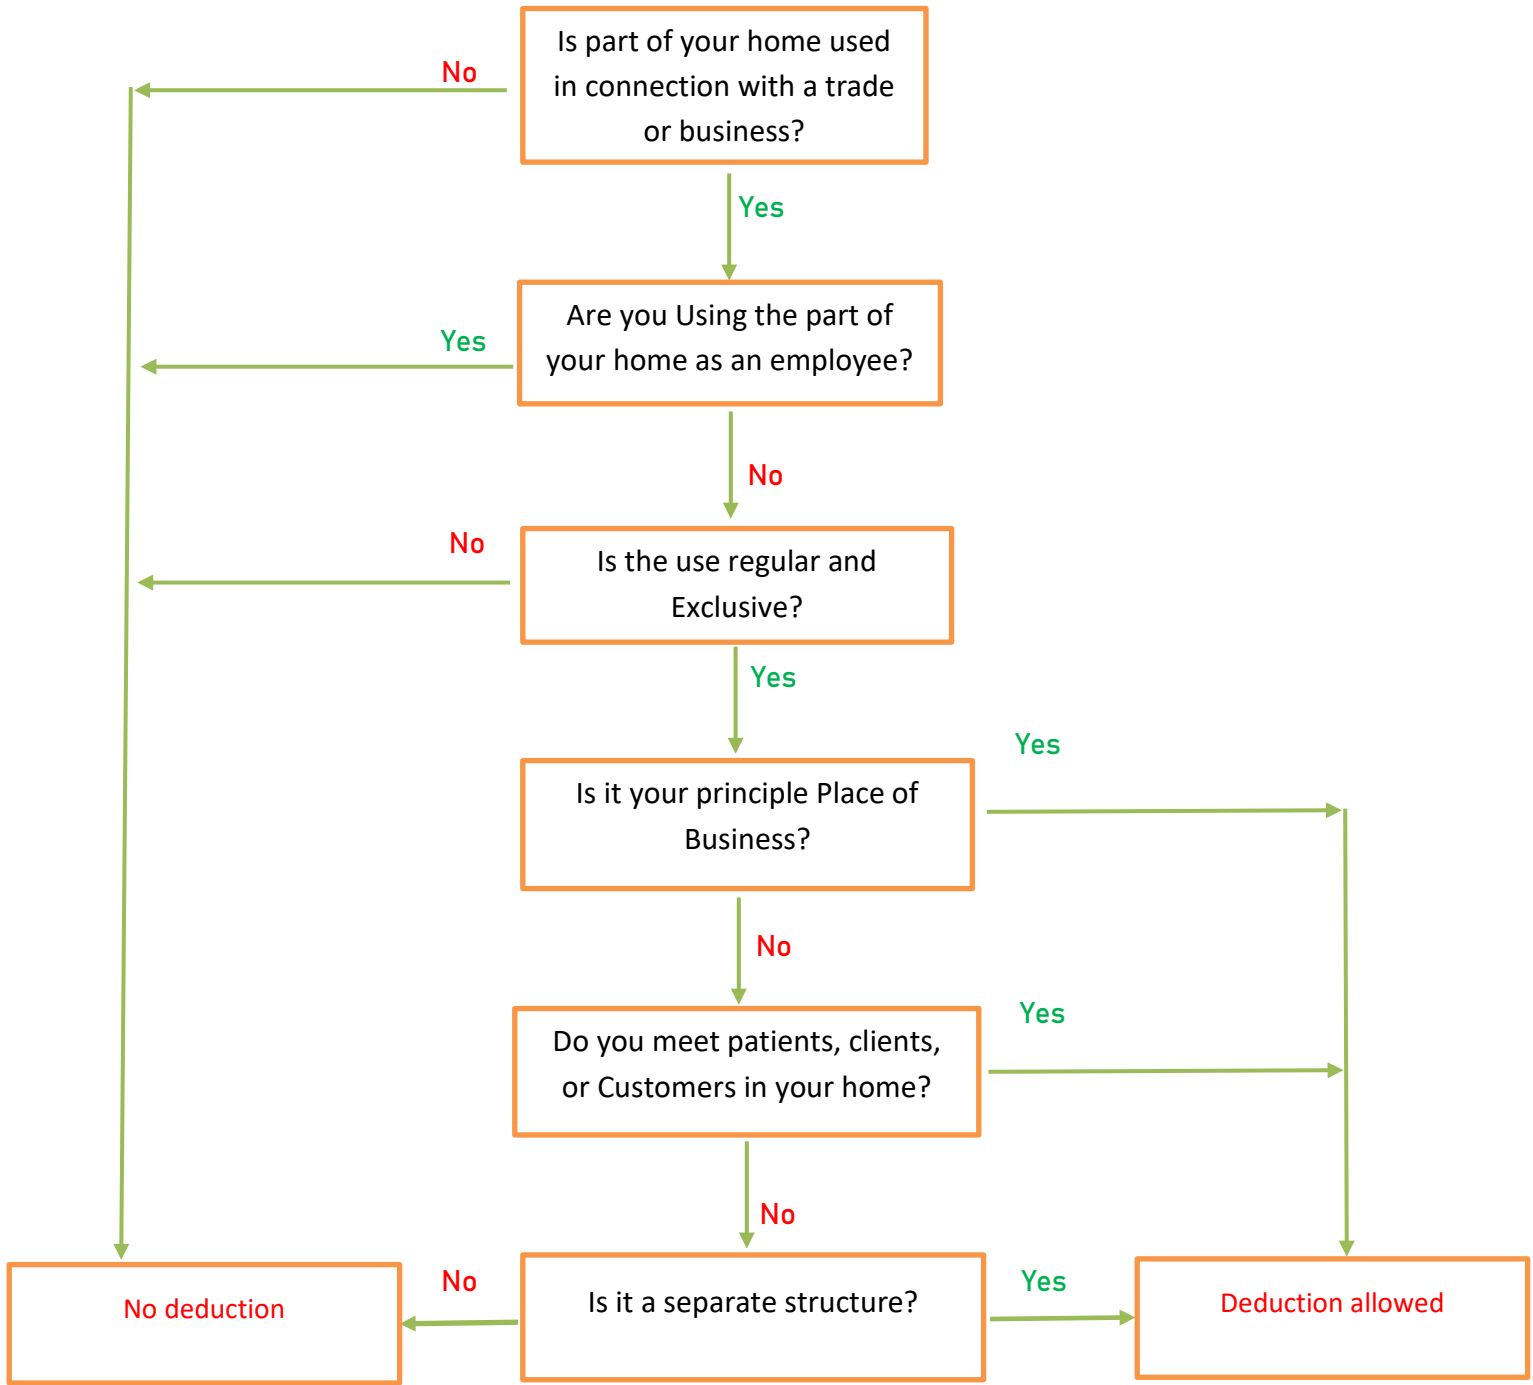 Is part of your home used
in connection with a trade
or business?
No
Yes
Are you Using the part of
your home as an employee?
Yes
No
Is the use regular and
Exclusive?
No
Yes
Is it your principle Place of
Business?
Yes
No
Do you meet patients, clients,
or Customers in your home?
Yes
No
Is it a separate structure?
No
Yes
No deduction
Deduction allowed